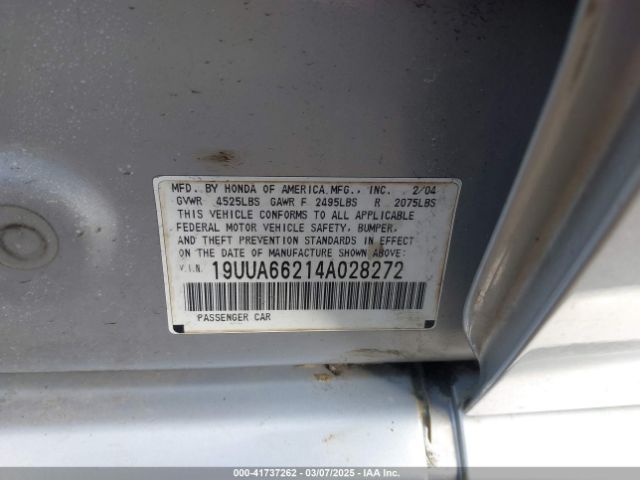 MFD. BY HONDA OF AMERICA MFG., INC. 2/04
GVWR 4525LBS GAWR F 2495LBS R 2075LBS
THIS VEHICLE CONFORMS TO ALL APPLICABLE
FEDERAL MOTOR VEHICLE SAFETY, BUMPER,
AND THEFT PREVENTION STANDARDS IN EFFECT
ON THE DATE OF MANUFACTURE SHOWN ABOVE.
V.I.N. 19UUA66214A028272
PASSENGER CAR
000-41737262 • 03/07/2025 • IAA Inc.